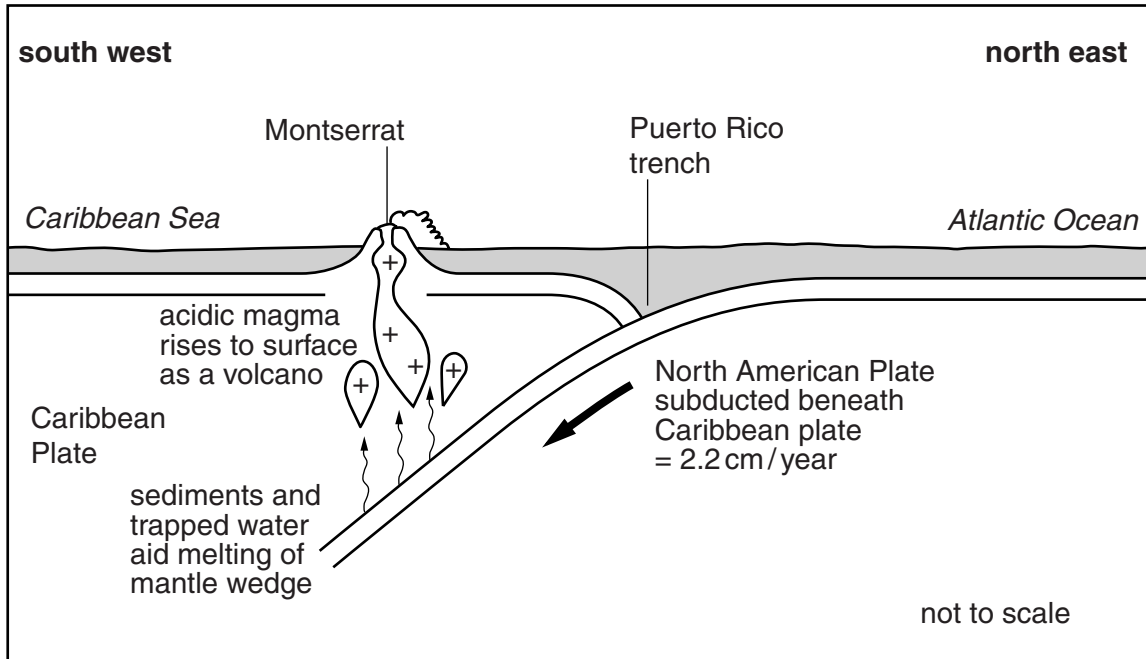 south west
north east
Montserrat
Puerto Rico
trench
Caribbean Sea
Atlantic Ocean
acidic magma
rises to surface
as a volcano
North American Plate
subducted beneath
Caribbean plate
= 2.2 cm / year
Caribbean
Plate
sediments and
trapped water
aid melting of
mantle wedge
not to scale